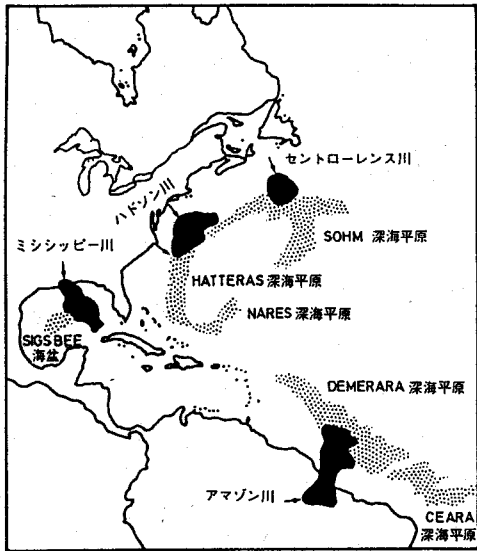 セントローレンス川
ハドソン川
SOHM 深海平原
ミシシッピー川
HATTERAS 深海平原
NARES 深海平原
SIGSBEE
海盆
DEMERARA 深海平原
アマゾン川
CEARA
深海平原